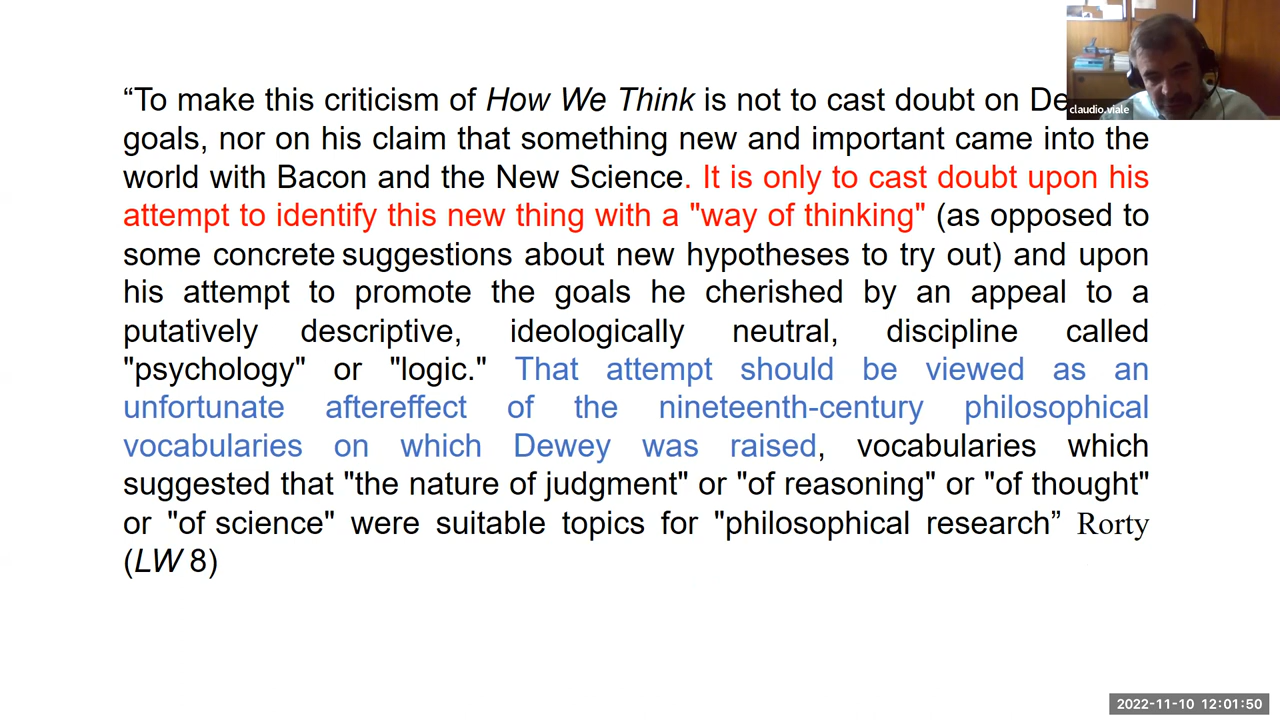 “To make this criticism of How We Think is not to cast doubt on De
goals, nor on his claim that something new and important came into the
world with Bacon and the New Science. It is only to cast doubt upon his
attempt to identify this new thing with a "way of thinking" (as opposed to
some concrete suggestions about new hypotheses to try out) and upon
his attempt to promote the goals he cherished by an appeal to a
putatively descriptive, ideologically neutral, discipline called
"psychology" or "logic." That attempt should be viewed as an
unfortunate aftereffect of the nineteenth-century philosophical
vocabularies on which Dewey was raised, vocabularies which
suggested that "the nature of judgment" or "of reasoning" or "of thought"
or "of science" were suitable topics for "philosophical research” Rorty
(LW 8)
claudio.viale
2022-11-10 12:01:50